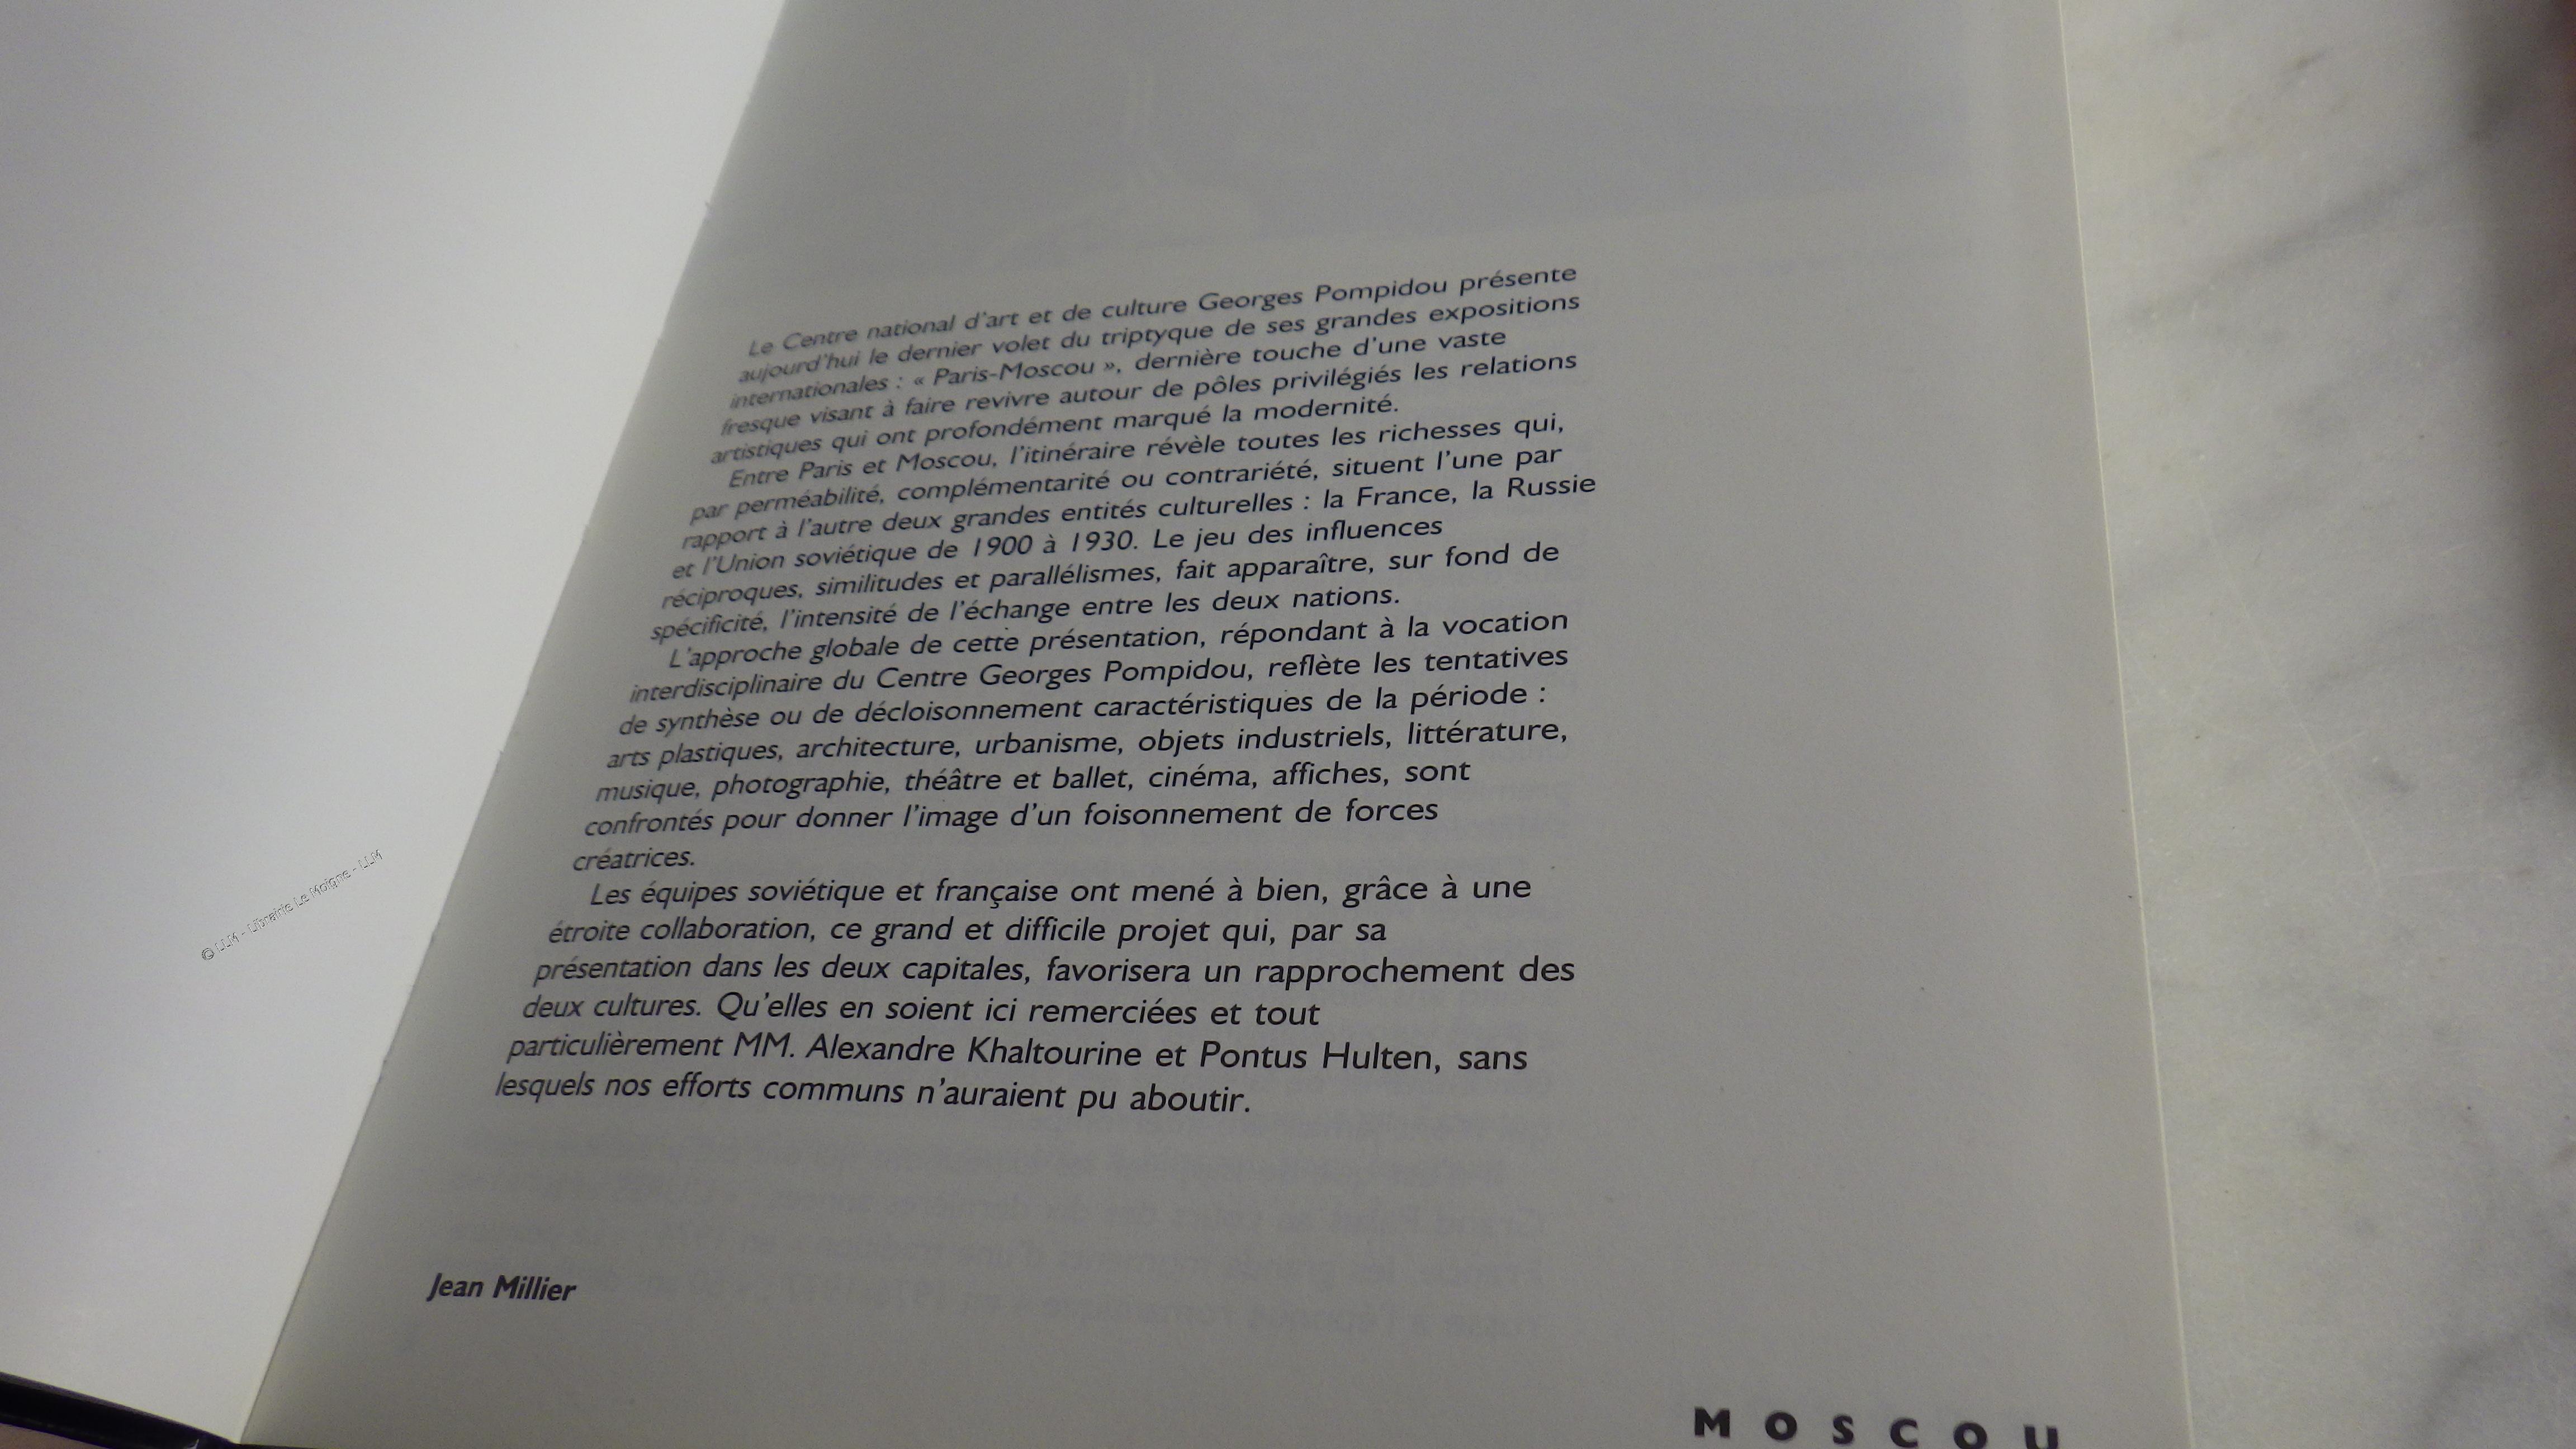 Le Centre national d'art et de culture Georges Pompidou présente
aujourd'hui le dernier volet du triptyque de ses grandes expositions
internationales : « Paris-Moscou », dernière touche d'une vaste
fresque visant à faire revivre autour de pôles privilégiés les relations
artistiques qui ont profondément marqué la modernité.
Entre Paris et Moscou, l'itinéraire révèle toutes les richesses qui,
par perméabilité, complémentarité ou contrariété, situent l'une par
rapport à l'autre deux grandes entités culturelles : la France, la Russie
et l'Union soviétique de 1900 à 1930. Le jeu des influences
réciproques, similitudes et parallélismes, fait apparaître, sur fond de
spécificité, l'intensité de l'échange entre les deux nations.
L'approche globale de cette présentation, répondant à la vocation
interdisciplinaire du Centre Georges Pompidou, reflète les tentatives
de synthèse ou de décloisonnement caractéristiques de la période :
arts plastiques, architecture, urbanisme, objets industriels, littérature,
musique, photographie, théâtre et ballet, cinéma, affiches, sont
confrontés pour donner l'image d'un foisonnement de forces
créatrices.
Les équipes soviétique et française ont mené à bien, grâce à une
étroite collaboration, ce grand et difficile projet qui, par sa
présentation dans les deux capitales, favorisera un rapprochement des
deux cultures. Qu'elles en soient ici remerciées et tout
particulièrement MM. Alexandre Khaltourine et Pontus Hulten, sans
lesquels nos efforts communs n'auraient pu aboutir.
Jean Millier
MOSCOU
© LLM - Librairie Le Moigne - LLM